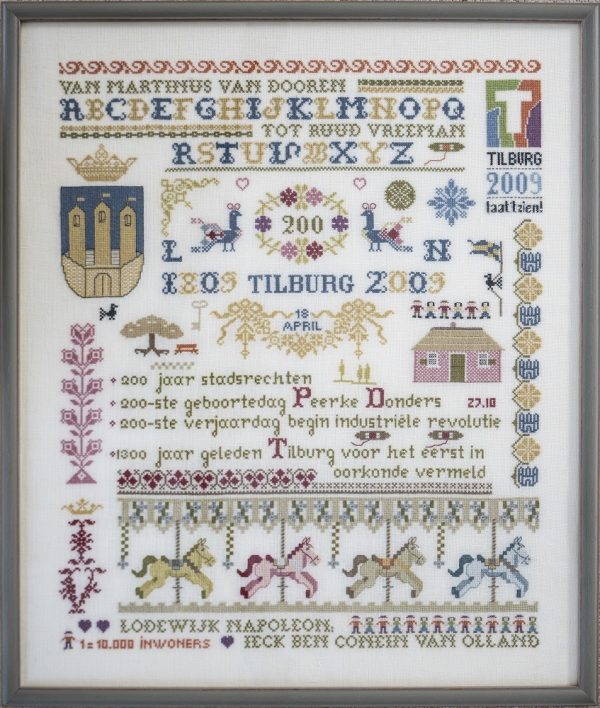 VAN MARTINUS VAN DOOREN
ABCDEFGHIJKLMNOPQ
TOT RUUD VREEMAN
RSTUVWXYZ
T
TILBURG
2009
laat'tzien!
200
L N
1809 TILBURG 2009
18
APRIL
200 jaar stadsrechten
200-ste geboortedag Peerke Donders 27.10
200-ste verjaardag begin industriële revolutie
1300 jaar geleden Tilburg voor het eerst in
oorkonde vermeld
LODEWIJK NAPOLEON:
1=10.000 INWONERS
IECK BEN CONEIN VAN OLLAND